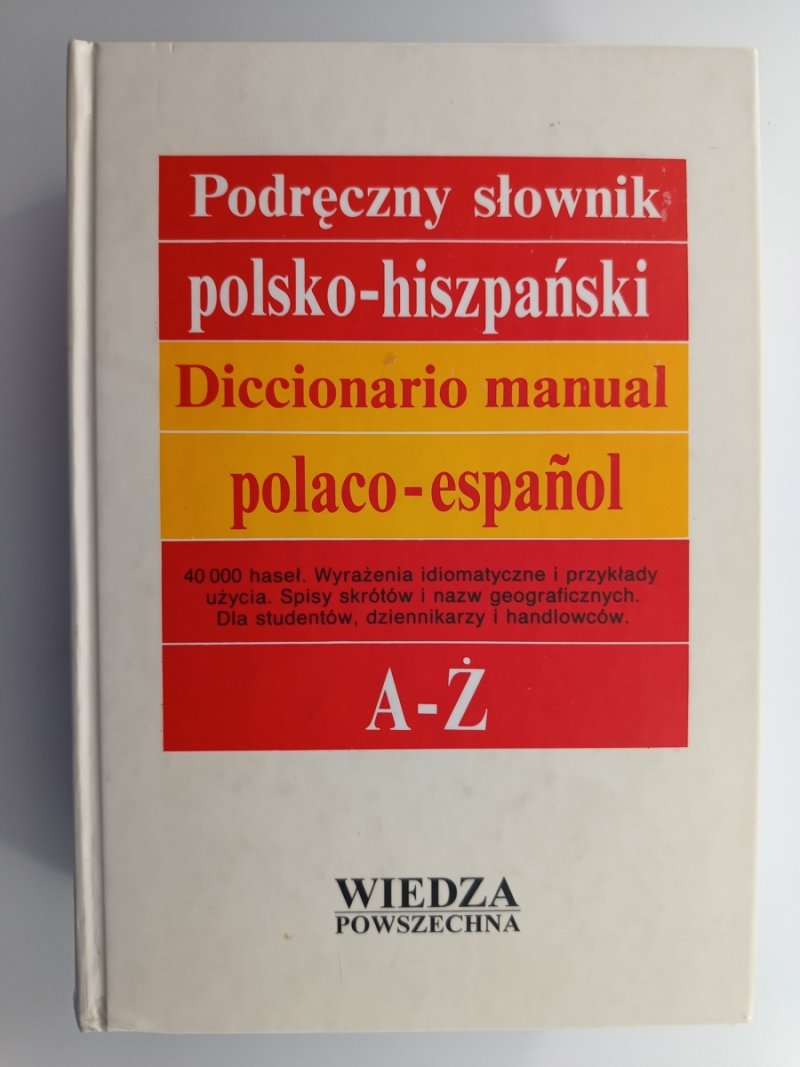 Podręczny słownik
polsko-hiszpański
Diccionario manual
polaco-español
40 000 haseł. Wyrażenia idiomatyczne i przykłady
użycia. Spisy skrótów i nazw geograficznych.
Dla studentów, dziennikarzy i handlowców.
A-Ż
WIEDZA
POWSZECHNA